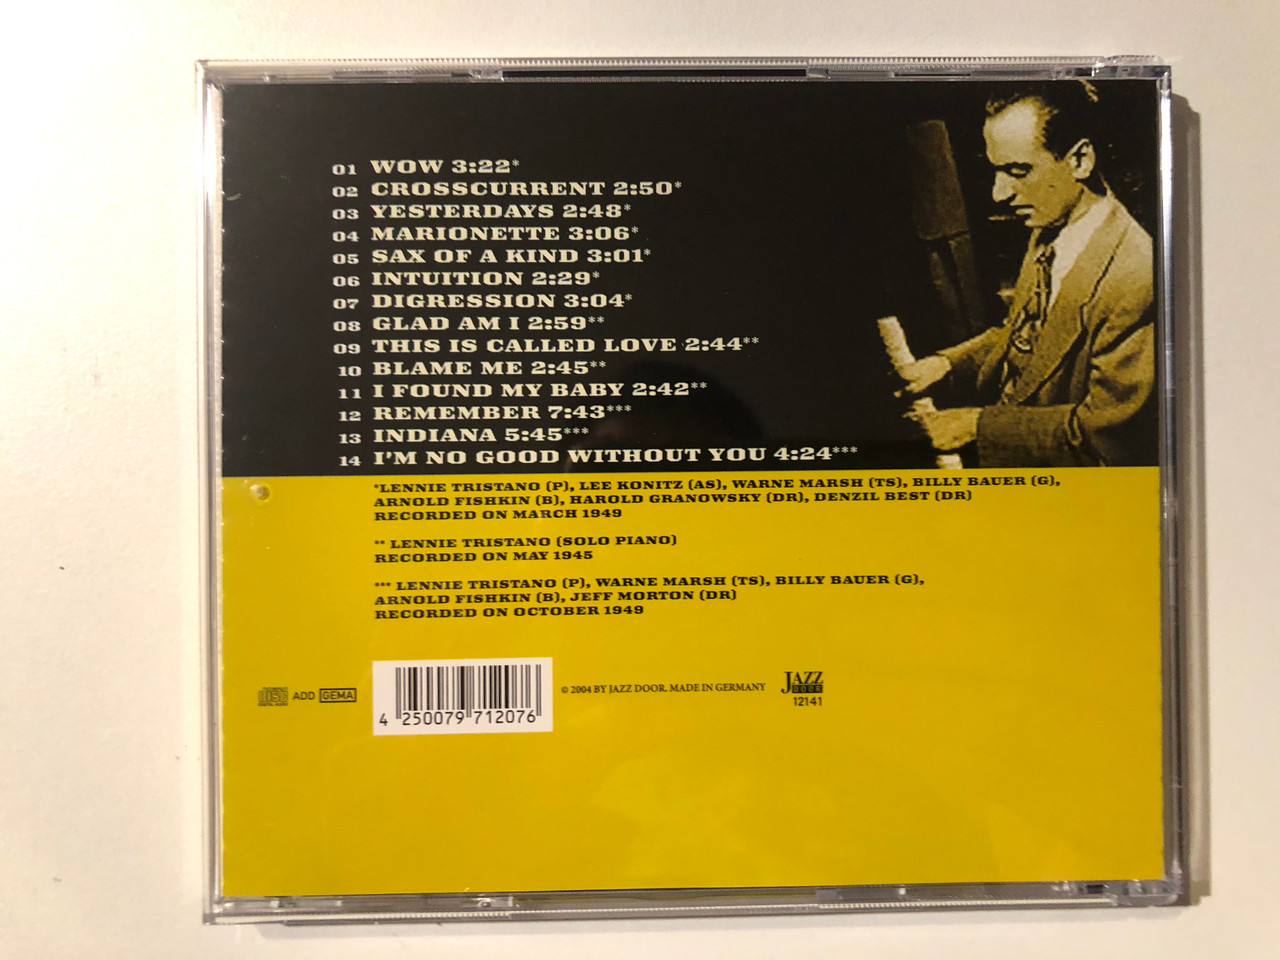 01 WOW 3:22*
02 CROSSCURRENT 2:50*
03 YESTERDAYS 2:48*
04 MARIONETTE 3:06*
05 SAX OF A KIND 3:01*
06 INTUITION 2:29*
07 DIGRESSION 3:04*
08 GLAD AM I 2:59**
09 THIS IS CALLED LOVE 2:44**
10 BLAME ME 2:45**
11 I FOUND MY BABY 2:42**
12 REMEMBER 7:43***
13 INDIANA 5:45***
14 I'M NO GOOD WITHOUT YOU 4:24***
*LENNIE TRISTANO (P), LEE KONITZ (AS), WARNE MARSH (TS), BILLY BAUER (G),
ARNOLD FISHKIN (B), HAROLD GRANOWSKY (DR), DENZIL BEST (DR)
RECORDED ON MARCH 1949
** LENNIE TRISTANO (SOLO PIANO)
RECORDED ON MAY 1945
*** LENNIE TRISTANO (P), WARNE MARSH (TS), BILLY BAUER (G),
ARNOLD FISHKIN (B), JEFF MORTON (DR)
RECORDED ON OCTOBER 1949
disc DIGITAL AUDIO ADD GEMA
4 250079 712076
© 2004 BY JAZZ DOOR. MADE IN GERMANY
JAZZ
DOOR
12141